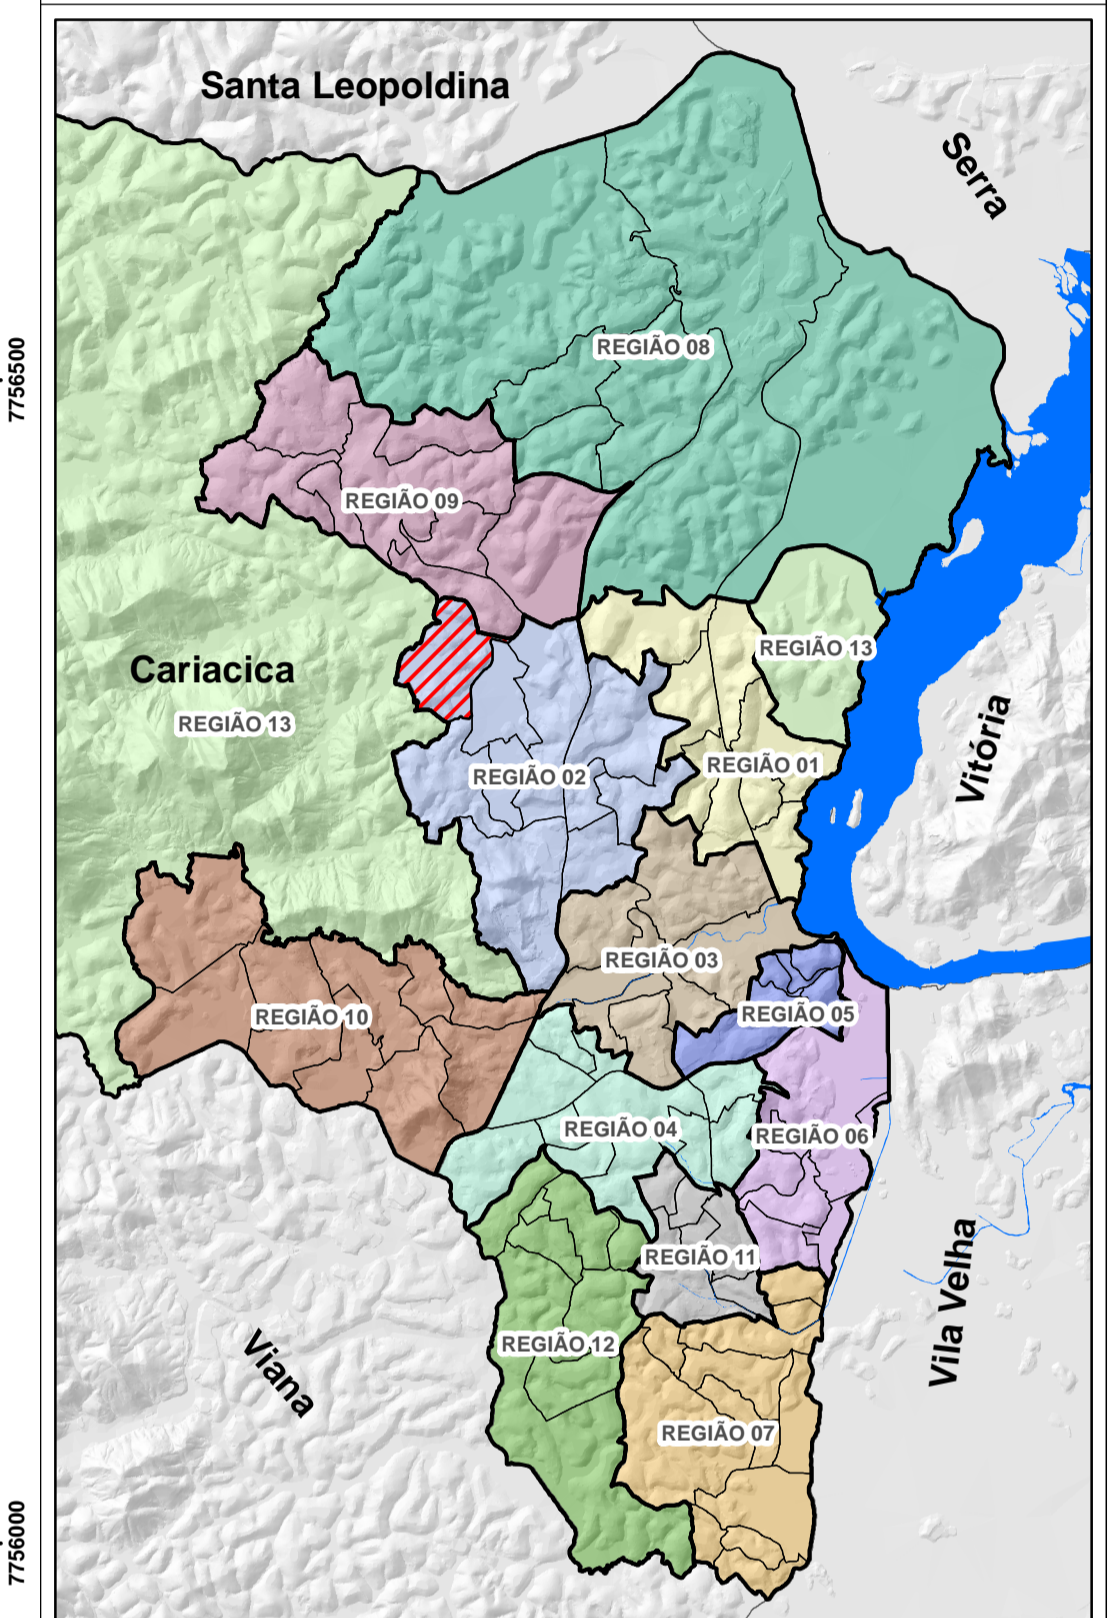 Santa Leopoldina
Serra
7756500
REGIÃO 08
REGIÃO 09
REGIÃO 13
Cariacica
REGIÃO 13
Vitória
REGIÃO 01
REGIÃO 02
REGIÃO 03
REGIÃO 05
REGIÃO 10
REGIÃO 04
REGIÃO 06
REGIÃO 11
Vila Velha
REGIÃO 12
Viana
REGIÃO 07
7756000